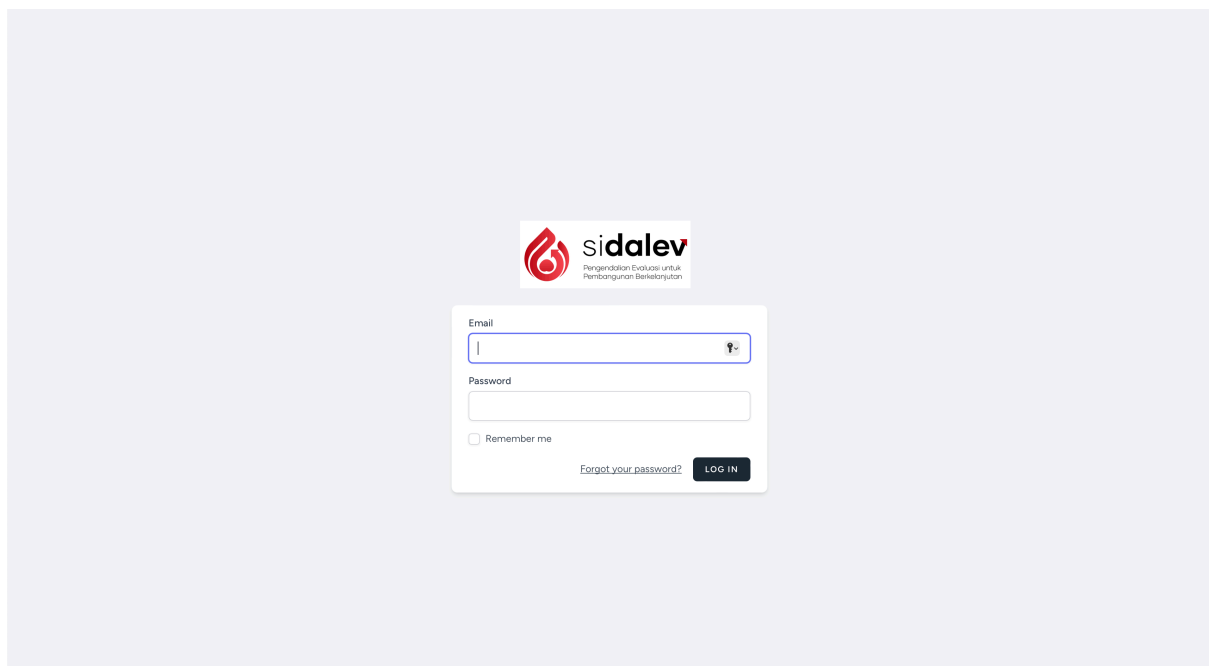 sidalev
Pengendalian Evaluasi untuk
Pembangunan Berkelanjutan
Email
Password
Remember me
Forgot your password?
LOG IN